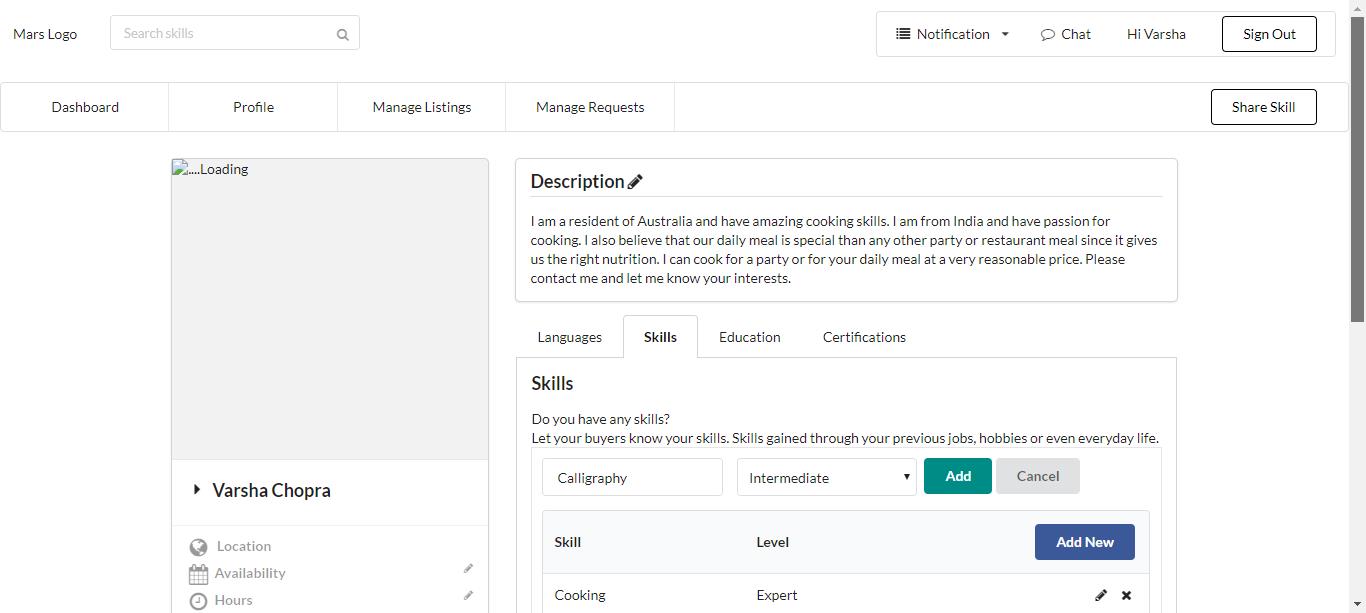 Mars Logo
Search skills
Notification
Chat
Hi Varsha
Sign Out
Dashboard
Profile
Manage Listings
Manage Requests
Share Skill
....Loading
Varsha Chopra
Location
Availability
Hours
Description
I am a resident of Australia and have amazing cooking skills. I am from India and have passion for
cooking. I also believe that our daily meal is special than any other party or restaurant meal since it gives
us the right nutrition. I can cook for a party or for your daily meal at a very reasonable price. Please
contact me and let me know your interests.
Languages
Skills
Education
Certifications
Skills
Do you have any skills?
Let your buyers know your skills. Skills gained through your previous jobs, hobbies or even everyday life.
Calligraphy
Intermediate
Add
Cancel
Skill
Level
Add New
Cooking
Expert